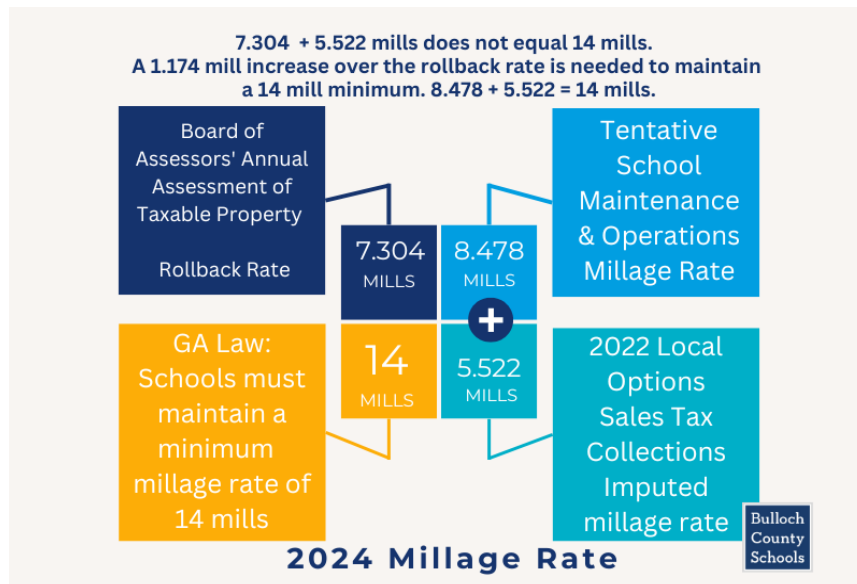 7.304 + 5.522 mills does not equal 14 mills.
A 1.174 mill increase over the rollback rate is needed to maintain
a 14 mill minimum. 8.478 + 5.522 = 14 mills.
Board of
Assessors' Annual
Assessment of
Taxable Property
Rollback Rate
7.304
MILLS
8.478
MILLS
Tentative
School
Maintenance
& Operations
Millage Rate
+
GA Law:
Schools must
maintain a
minimum
millage rate of
14 mills
14
MILLS
5.522
MILLS
2022 Local
Options
Sales Tax
Collections
Imputed
millage rate
2024 Millage Rate
Bulloch
County
Schools